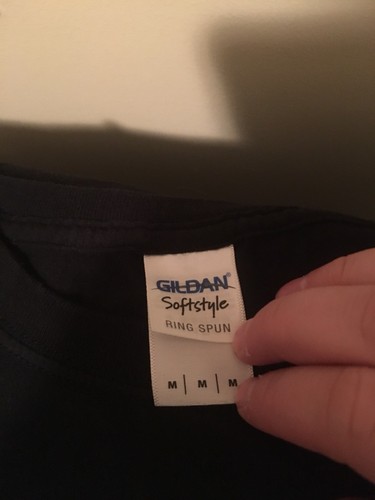 GILDAN®
Softstyle
RING SPUN
M | M | M